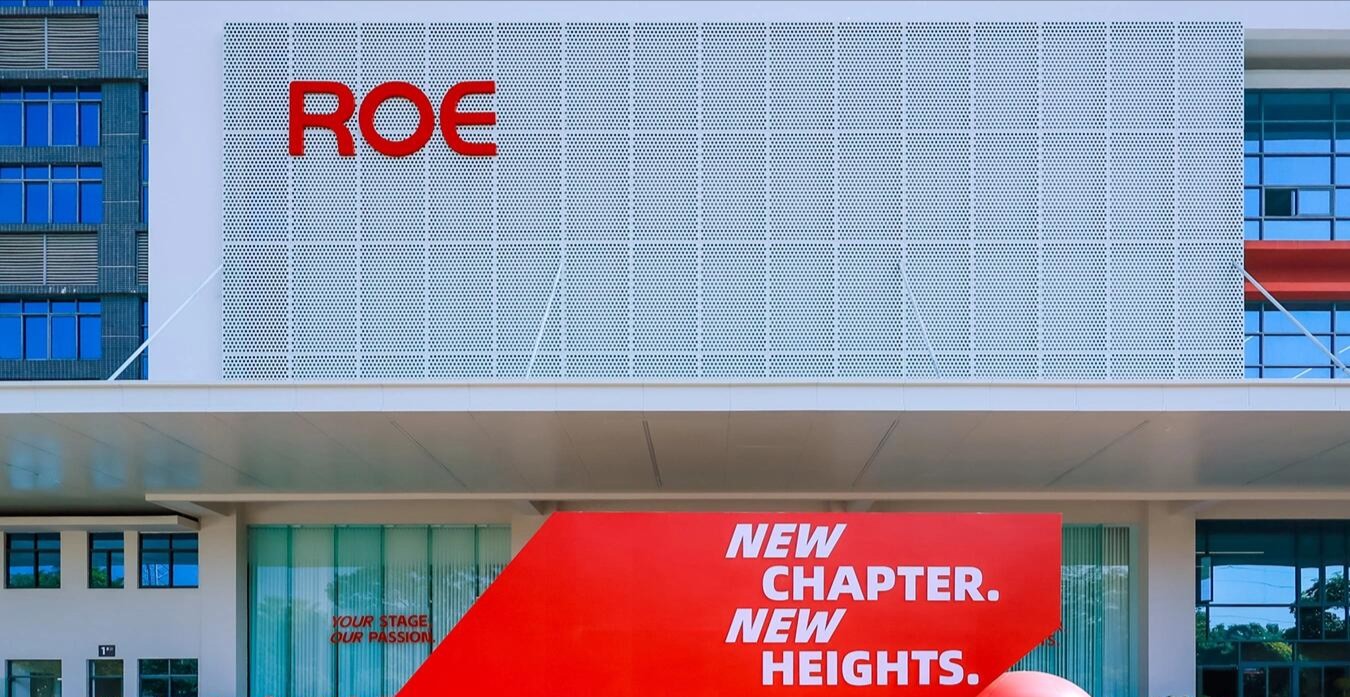 ROE
NEW
CHAPTER.
NEW
HEIGHTS.
YOUR STAGE
OUR PASSION.